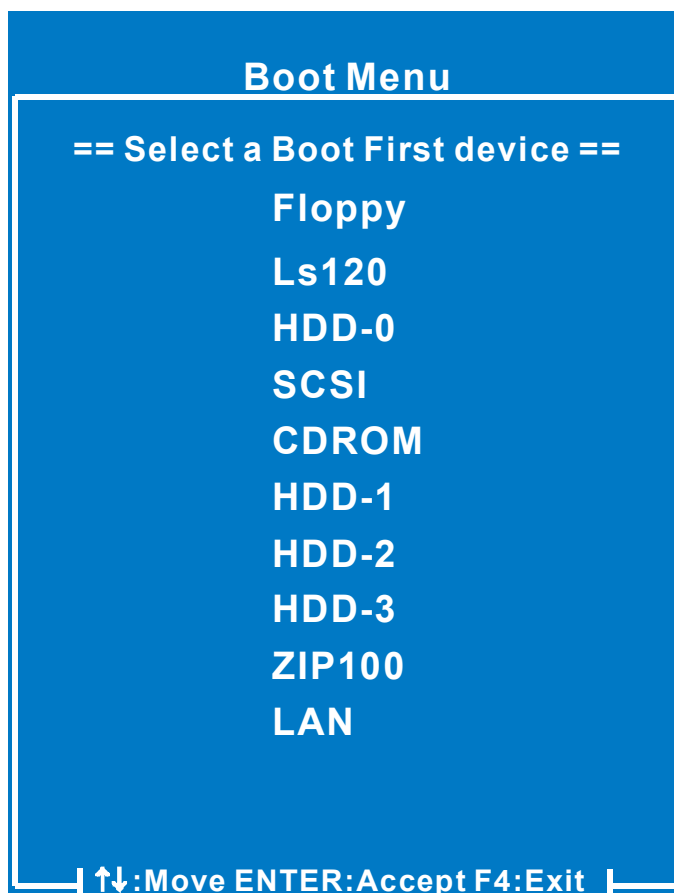 Boot Menu
== Select a Boot First device ==
Floppy
Ls120
HDD-0
SCSI
CDROM
HDD-1
HDD-2
HDD-3
ZIP100
LAN
↑↓:Move ENTER:Accept F4:Exit